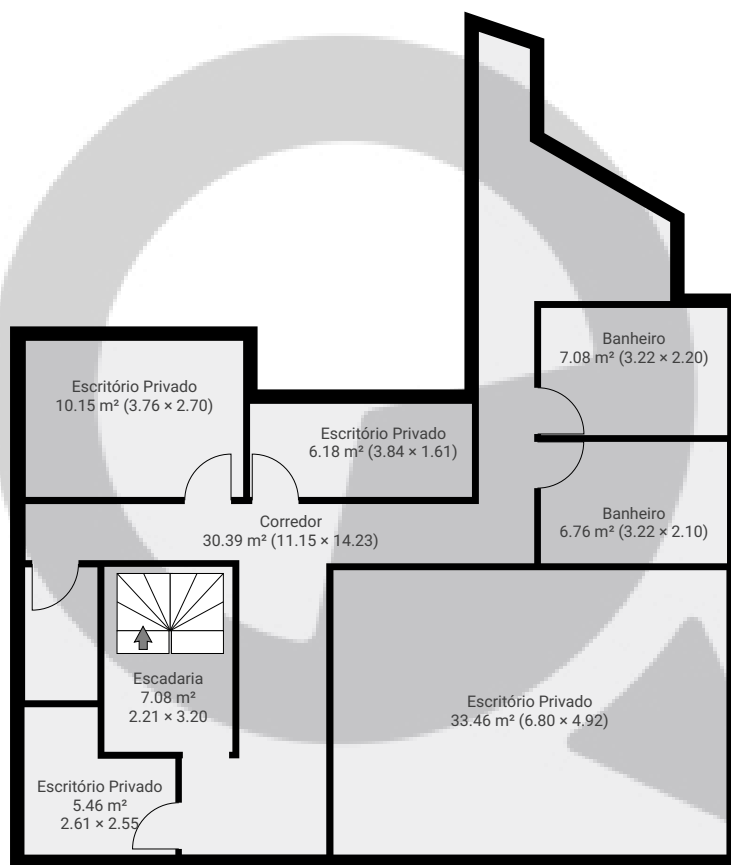 Banheiro
7.08 m² (3.22 × 2.20)
Escritório Privado
10.15 m² (3.76 × 2.70)
Escritório Privado
6.18 m² (3.84 × 1.61)
Banheiro
6.76 m² (3.22 × 2.10)
Corredor
30.39 m² (11.15 × 14.23)
Escadaria
7.08 m²
2.21 × 3.20
Escritório Privado
33.46 m² (6.80 × 4.92)
Escritório Privado
5.46 m²
2.61 × 2.55